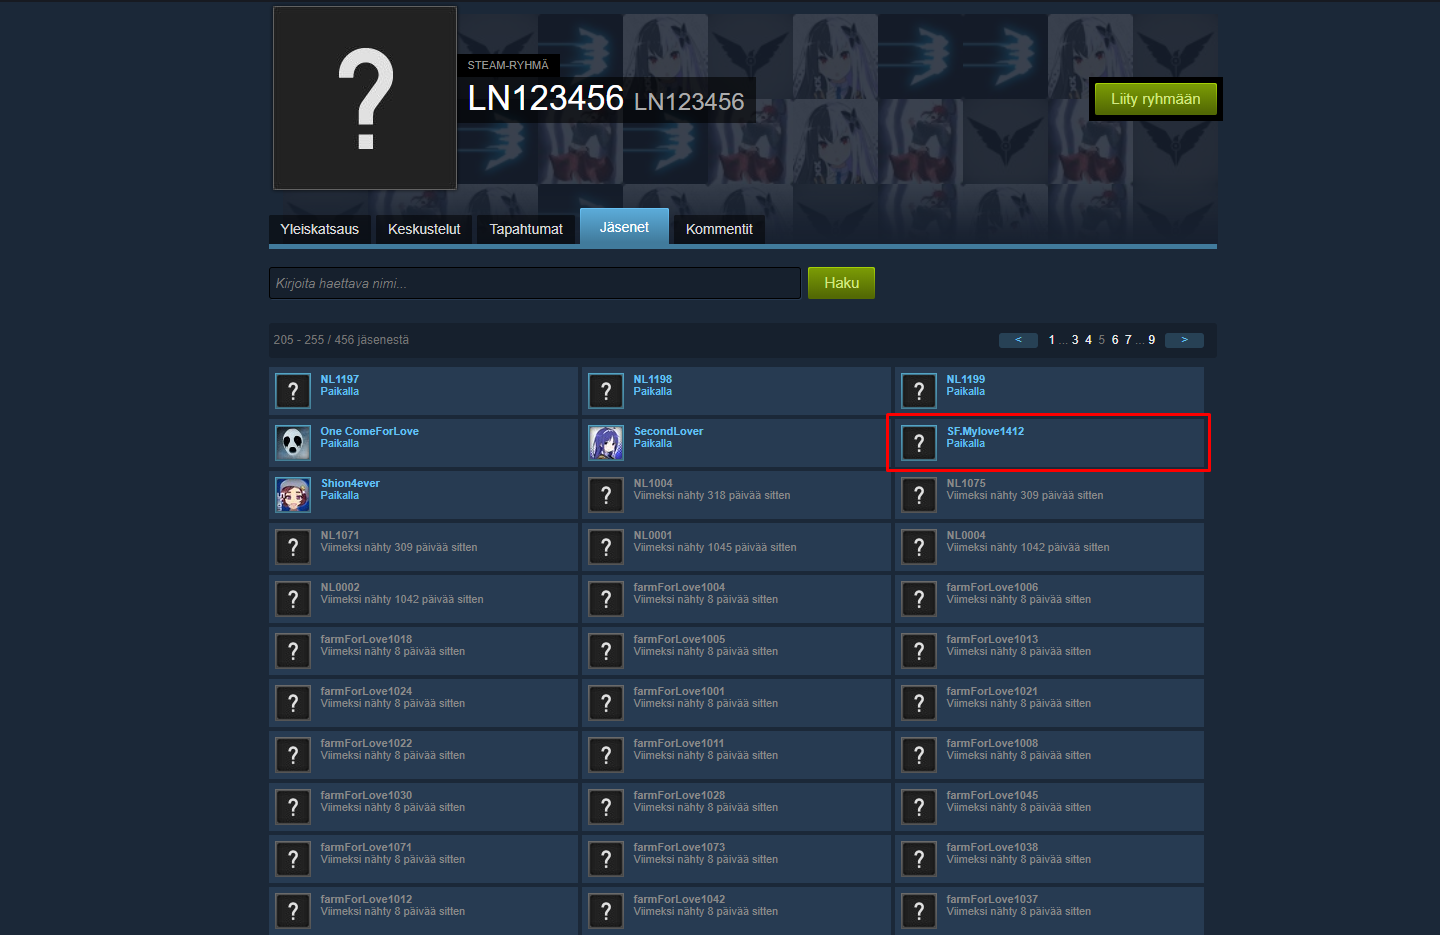 STEAM-RYHMÄ
LN123456 LN123456
Liity ryhmään
Yleiskatsaus Keskustelut Tapahtumat Jäsenet Kommentit
Kirjoita haettava nimi... Haku
205 - 255 / 456 jäsenestä < 1 ... 3 4 5 6 7 ... 9 >
NL1197 NL1198 NL1199
Paikalla Paikalla Paikalla
One ComeForLove SecondLover SF.Mylove1412
Paikalla Paikalla Paikalla
Shion4ever NL1004 NL1075
Paikalla Viimeksi nähty 318 päivää sitten Viimeksi nähty 309 päivää sitten
NL1071 NL0001 NL0004
Viimeksi nähty 309 päivää sitten Viimeksi nähty 1045 päivää sitten Viimeksi nähty 1042 päivää sitten
NL0002 farmForLove1004 farmForLove1006
Viimeksi nähty 1042 päivää sitten Viimeksi nähty 8 päivää sitten Viimeksi nähty 8 päivää sitten
farmForLove1018 farmForLove1005 farmForLove1013
Viimeksi nähty 8 päivää sitten Viimeksi nähty 8 päivää sitten Viimeksi nähty 8 päivää sitten
farmForLove1024 farmForLove1001 farmForLove1021
Viimeksi nähty 8 päivää sitten Viimeksi nähty 8 päivää sitten Viimeksi nähty 8 päivää sitten
farmForLove1022 farmForLove1011 farmForLove1008
Viimeksi nähty 8 päivää sitten Viimeksi nähty 8 päivää sitten Viimeksi nähty 8 päivää sitten
farmForLove1030 farmForLove1028 farmForLove1045
Viimeksi nähty 8 päivää sitten Viimeksi nähty 8 päivää sitten Viimeksi nähty 8 päivää sitten
farmForLove1071 farmForLove1073 farmForLove1038
Viimeksi nähty 8 päivää sitten Viimeksi nähty 8 päivää sitten Viimeksi nähty 8 päivää sitten
farmForLove1012 farmForLove1042 farmForLove1037
Viimeksi nähty 8 päivää sitten Viimeksi nähty 8 päivää sitten Viimeksi nähty 8 päivää sitten